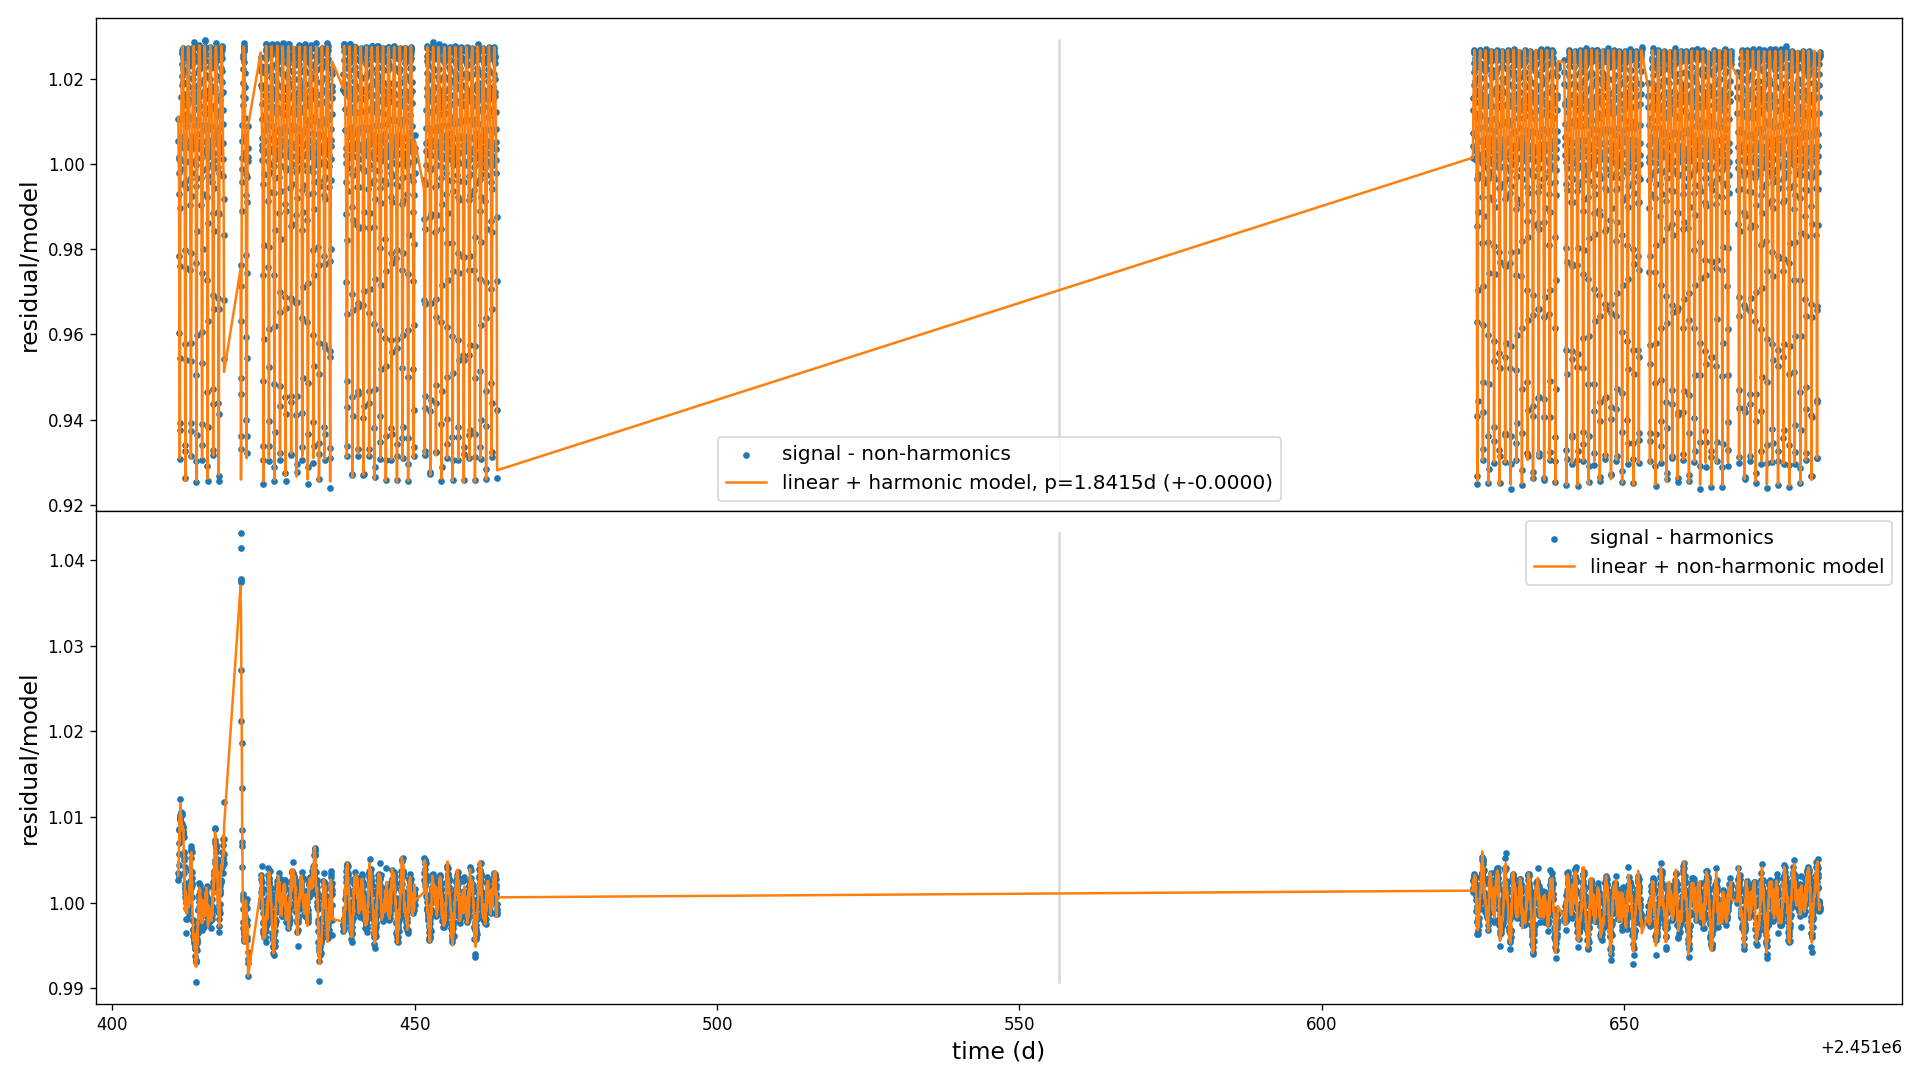 residual/model
1.02
1.00
0.98
0.96
0.94
0.92
signal - non-harmonics
linear + harmonic model, p=1.8415d (+-0.0000)
residual/model
1.04
1.03
1.02
1.01
1.00
0.99
signal - harmonics
linear + non-harmonic model
400
450
500
550
600
650
time (d)
+2.451e6